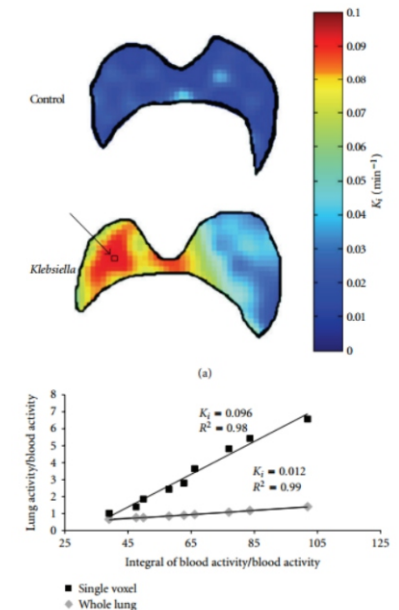 Control
Klebsiella
0.1
0.09
0.08
0.07
0.06
0.05
0.04
0.03
0.02
0.01
0
Ki (min−1)
(a)
Lung activity/blood activity
8
7
6
5
4
3
2
1
0
Ki = 0.096
R2 = 0.98
Ki = 0.012
R2 = 0.99
25 45 65 85 105 125
Integral of blood activity/blood activity
Single voxel
Whole lung